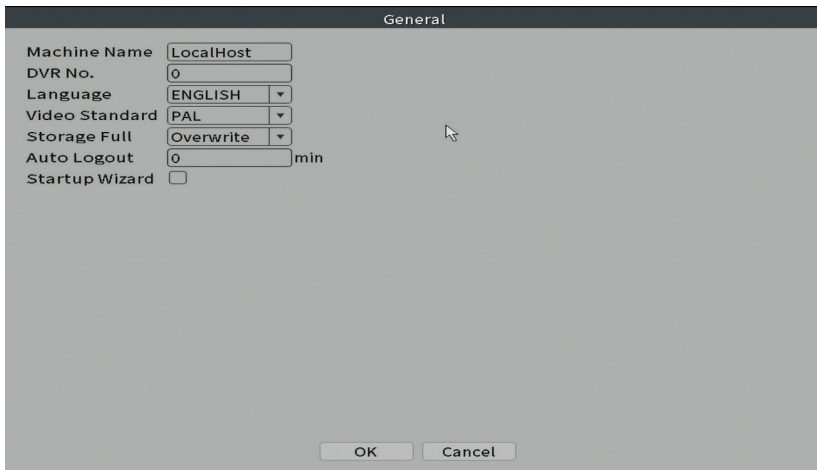 General
Machine Name LocalHost
DVR No. 0
Language ENGLISH
Video Standard PAL
Storage Full Overwrite
Auto Logout 0 min
Startup Wizard
OK Cancel